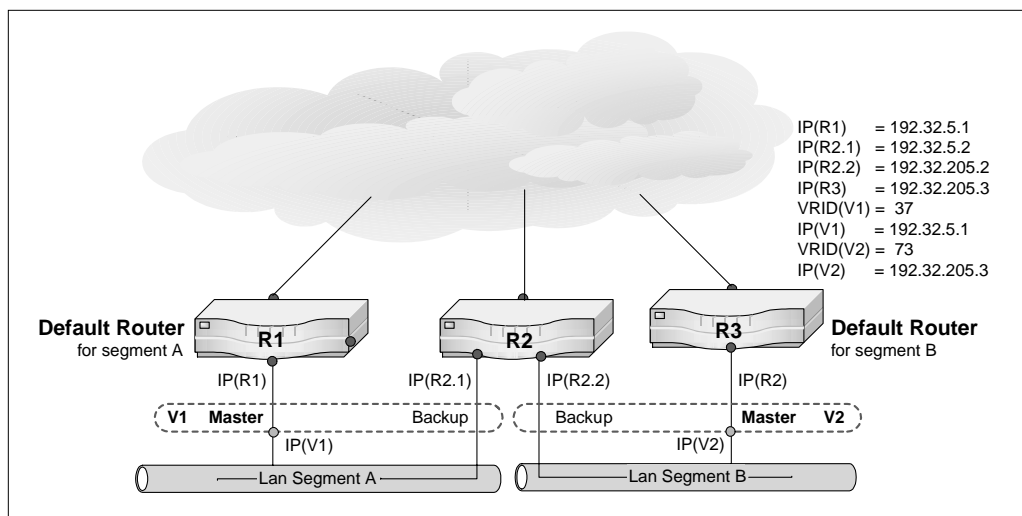 IP(R1) = 192.32.5.1
IP(R2.1) = 192.32.5.2
IP(R2.2) = 192.32.205.2
IP(R3) = 192.32.205.3
VRID(V1) = 37
IP(V1) = 192.32.5.1
VRID(V2) = 73
IP(V2) = 192.32.205.3
Default Router
for segment A
R1
R2
R3
Default Router
for segment B
IP(R1)
IP(R2.1)
IP(R2.2)
IP(R2)
V1 Master Backup
Backup Master V2
IP(V1)
IP(V2)
Lan Segment A
Lan Segment B